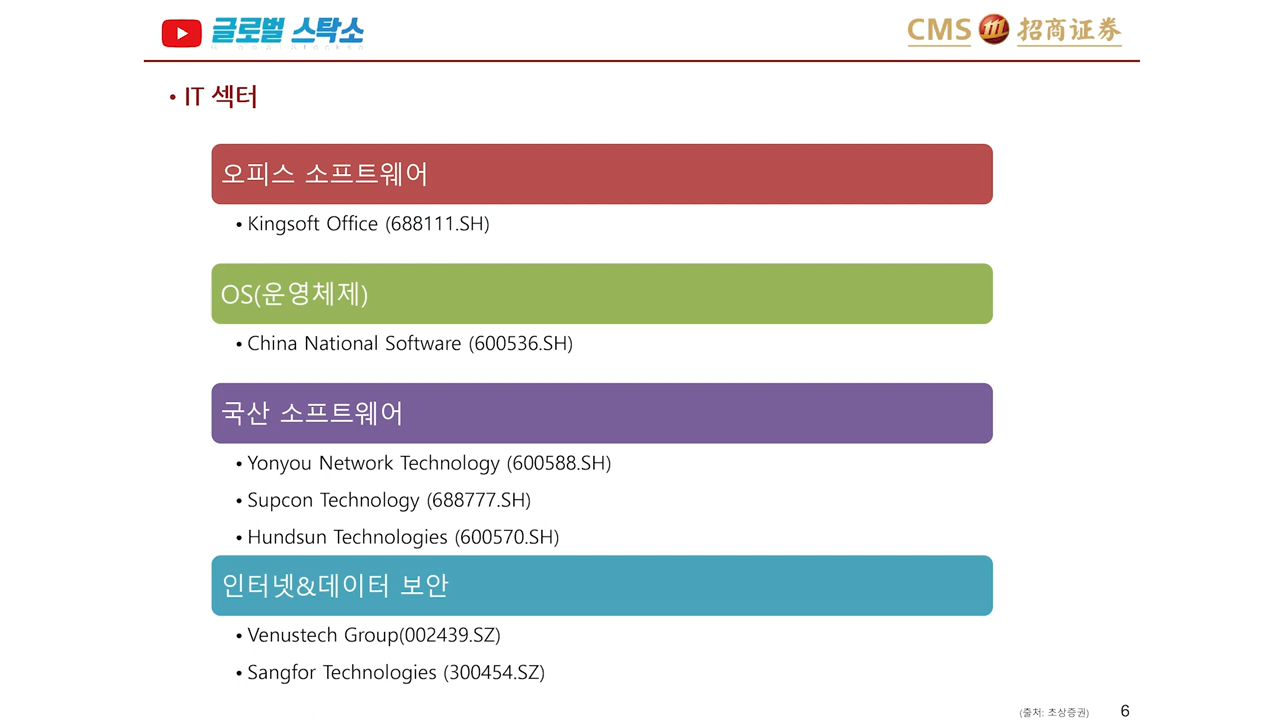 글로벌 스탁소
CMS 招商证券
• IT 섹터
오피스 소프트웨어
• Kingsoft Office (688111.SH)
OS(운영체제)
• China National Software (600536.SH)
국산 소프트웨어
• Yonyou Network Technology (600588.SH)
• Supcon Technology (688777.SH)
• Hundsun Technologies (600570.SH)
인터넷&데이터 보안
• Venustech Group(002439.SZ)
• Sangfor Technologies (300454.SZ)
(출처: 초상증권)
6